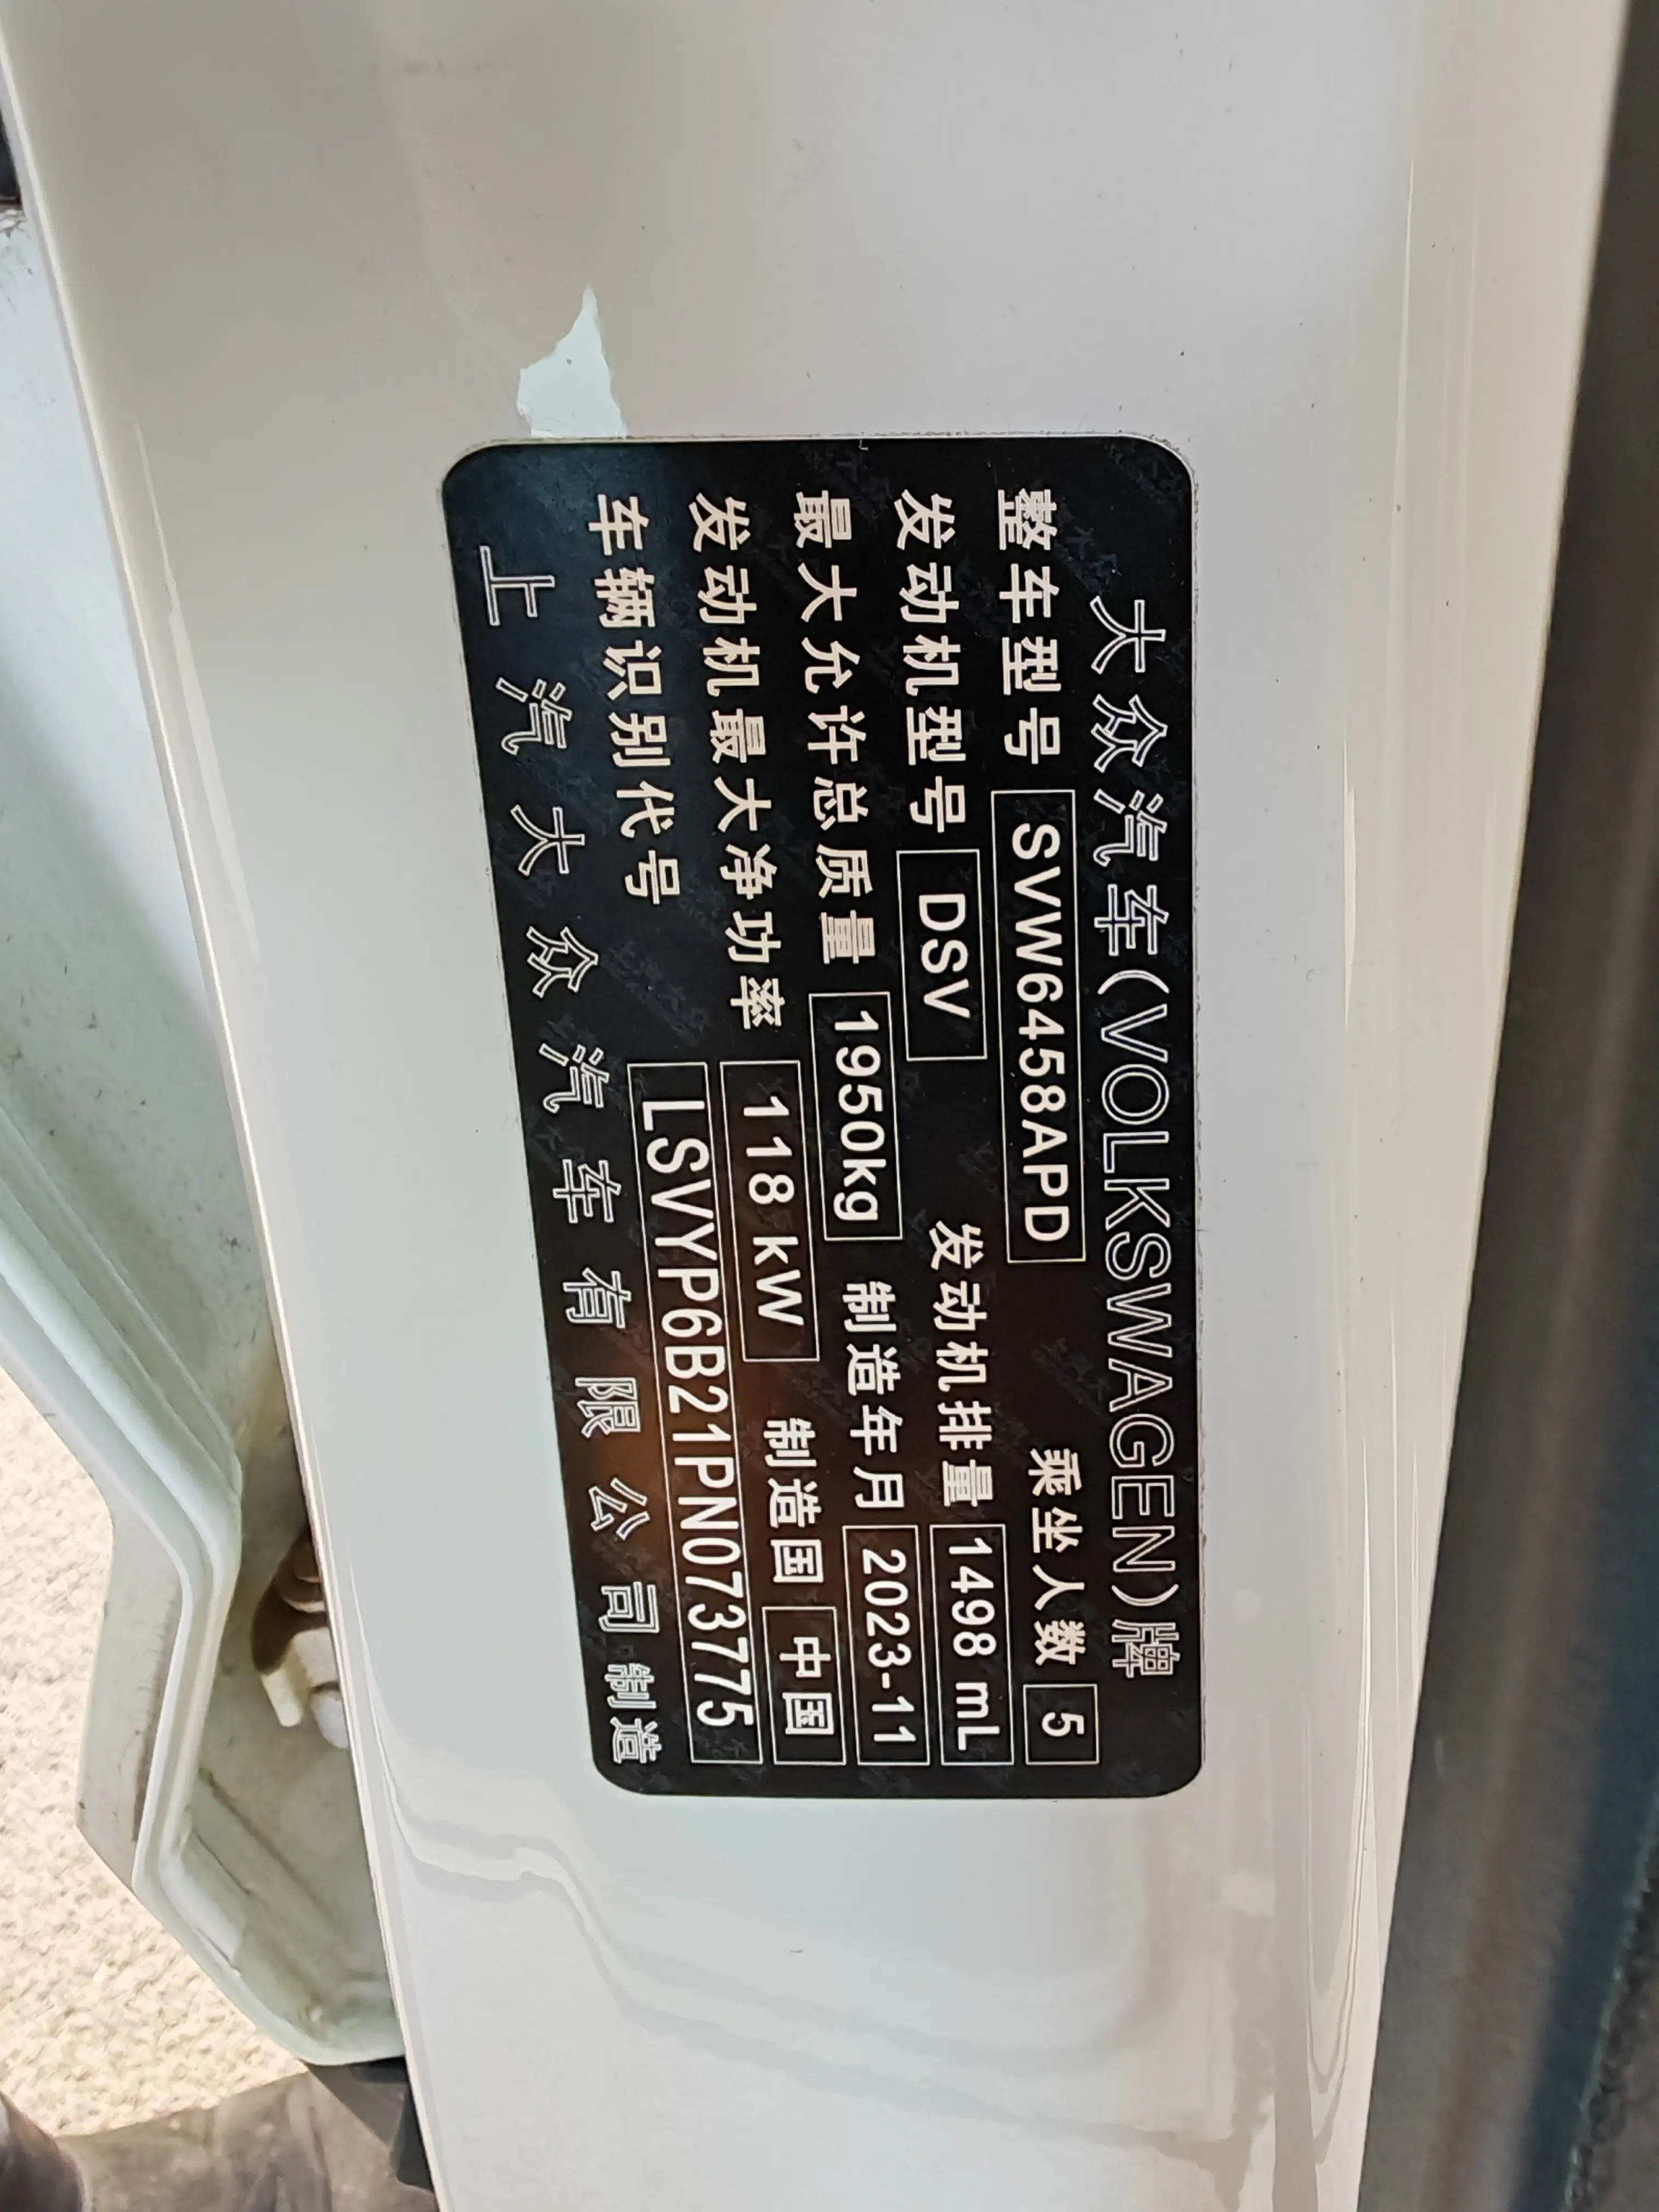 大众汽车(VOLKSWAGEN)牌
整车型号 SVW6458APD 乘坐人数 5
发动机型号 DSV 发动机排量 1498 mL
最大允许总质量 1950kg 制造年月 2023-11
发动机最大净功率 118 kW 制造国 中国
车辆识别代号 LSVYP6B21PN073775
上汽大众汽车有限公司制造